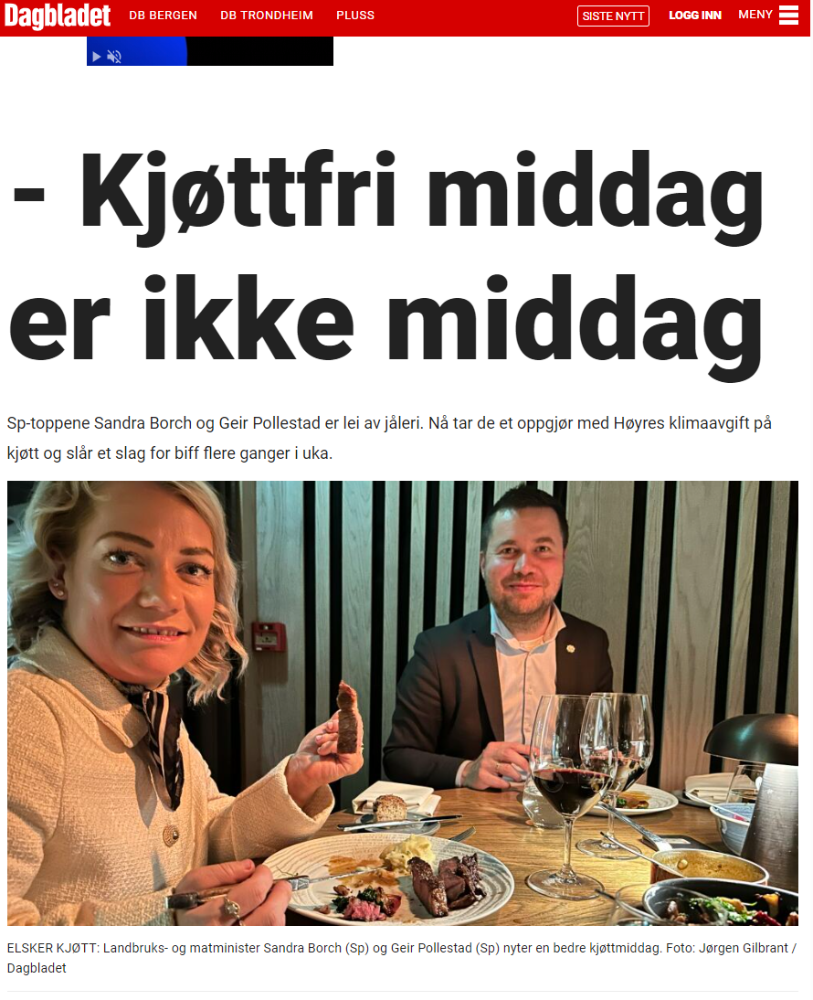 Dagbladet DB BERGEN DB TRONDHEIM PLUSS SISTE NYTT LOGG INN MENY
- Kjøttfri middag
er ikke middag
Sp-toppene Sandra Borch og Geir Pollestad er lei av jåleri. Nå tar de et oppgjør med Høyres klimaavgift på
kjøtt og slår et slag for biff flere ganger i uka.
ELSKER KJØTT: Landbruks- og matminister Sandra Borch (Sp) og Geir Pollestad (Sp) nyter en bedre kjøttmiddag. Foto: Jørgen Gilbrant /
Dagbladet